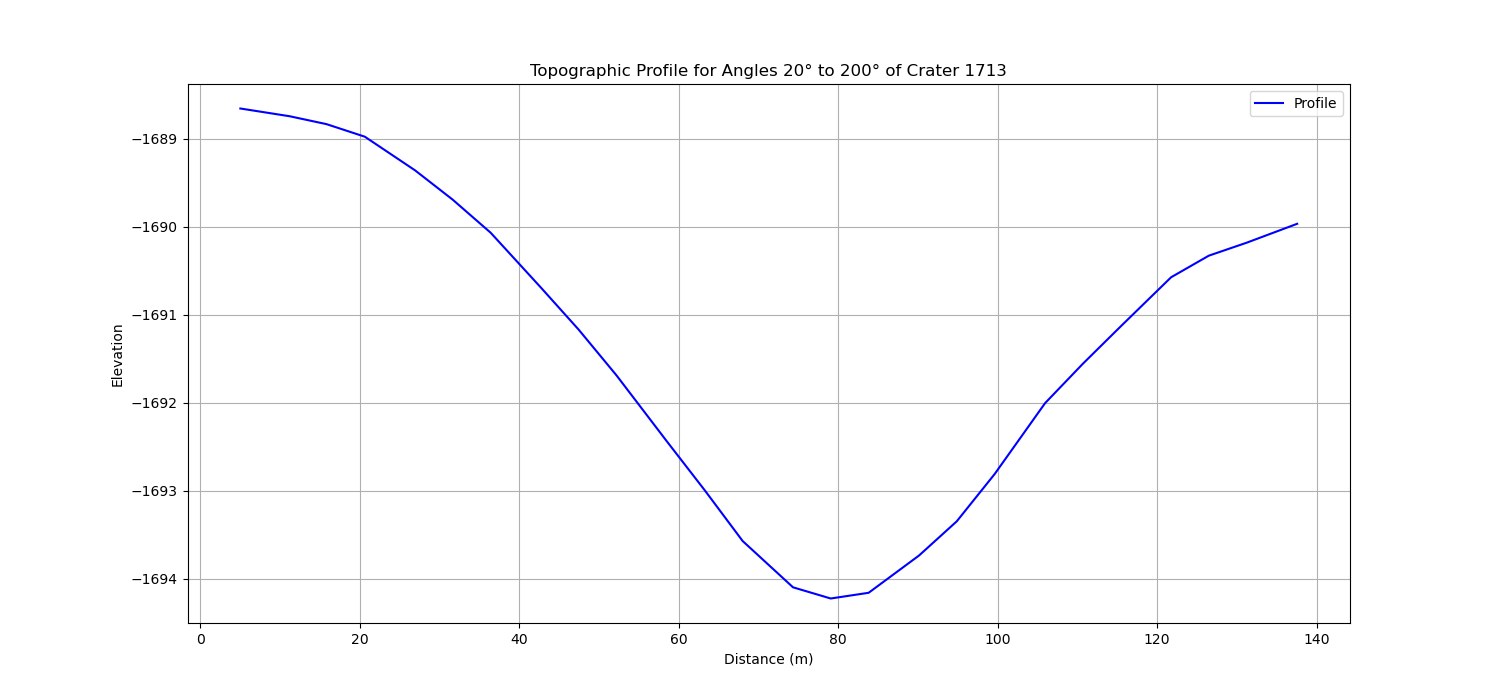 Topographic Profile for Angles 20° to 200° of Crater 1713
Profile
−1689
−1690
−1691
−1692
−1693
−1694
Elevation
0 20 40 60 80 100 120 140
Distance (m)